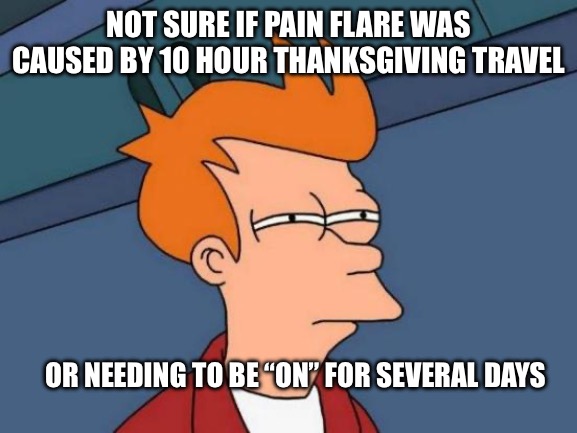 NOT SURE IF PAIN FLARE WAS
CAUSED BY 10 HOUR THANKSGIVING TRAVEL
OR NEEDING TO BE “ON” FOR SEVERAL DAYS